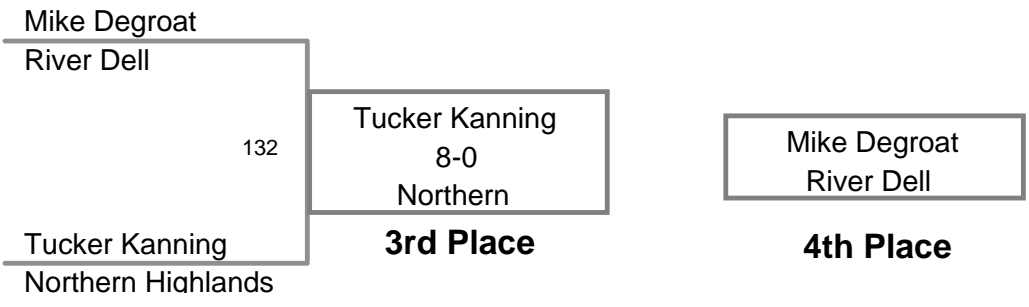 Mike Degroat
River Dell
132
Tucker Kanning
Northern Highlands
Tucker Kanning
8-0
Northern
3rd Place
Mike Degroat
River Dell
4th Place